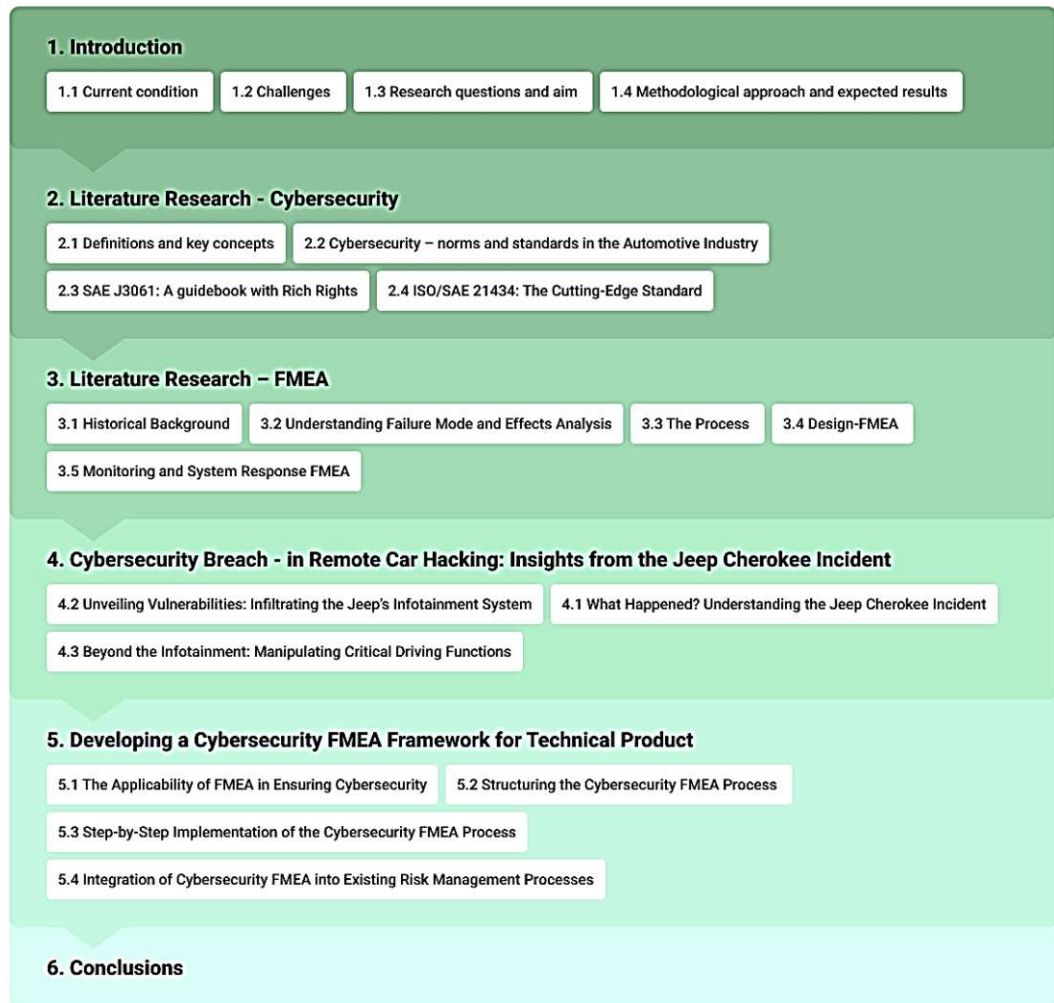 1. Introduction
1.1 Current condition
1.2 Challenges
1.3 Research questions and aim
1.4 Methodological approach and expected results
2. Literature Research - Cybersecurity
2.1 Definitions and key concepts
2.2 Cybersecurity – norms and standards in the Automotive Industry
2.3 SAE J3061: A guidebook with Rich Rights
2.4 ISO/SAE 21434: The Cutting-Edge Standard
3. Literature Research – FMEA
3.1 Historical Background
3.2 Understanding Failure Mode and Effects Analysis
3.3 The Process
3.4 Design-FMEA
3.5 Monitoring and System Response FMEA
4. Cybersecurity Breach - in Remote Car Hacking: Insights from the Jeep Cherokee Incident
4.2 Unveiling Vulnerabilities: Infiltrating the Jeep's Infotainment System
4.1 What Happened? Understanding the Jeep Cherokee Incident
4.3 Beyond the Infotainment: Manipulating Critical Driving Functions
5. Developing a Cybersecurity FMEA Framework for Technical Product
5.1 The Applicability of FMEA in Ensuring Cybersecurity
5.2 Structuring the Cybersecurity FMEA Process
5.3 Step-by-Step Implementation of the Cybersecurity FMEA Process
5.4 Integration of Cybersecurity FMEA into Existing Risk Management Processes
6. Conclusions